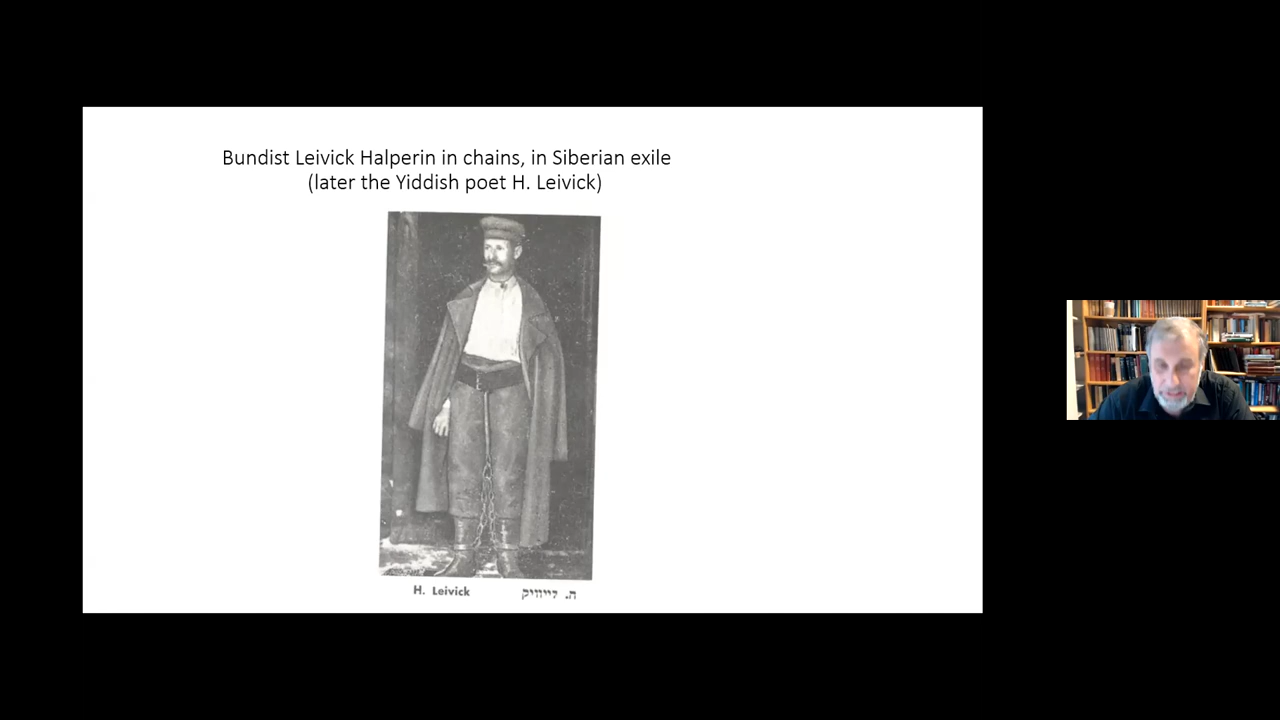 Bundist Leivick Halperin in chains, in Siberian exile
(later the Yiddish poet H. Leivick)
H. Leivick
ה. לייוויק